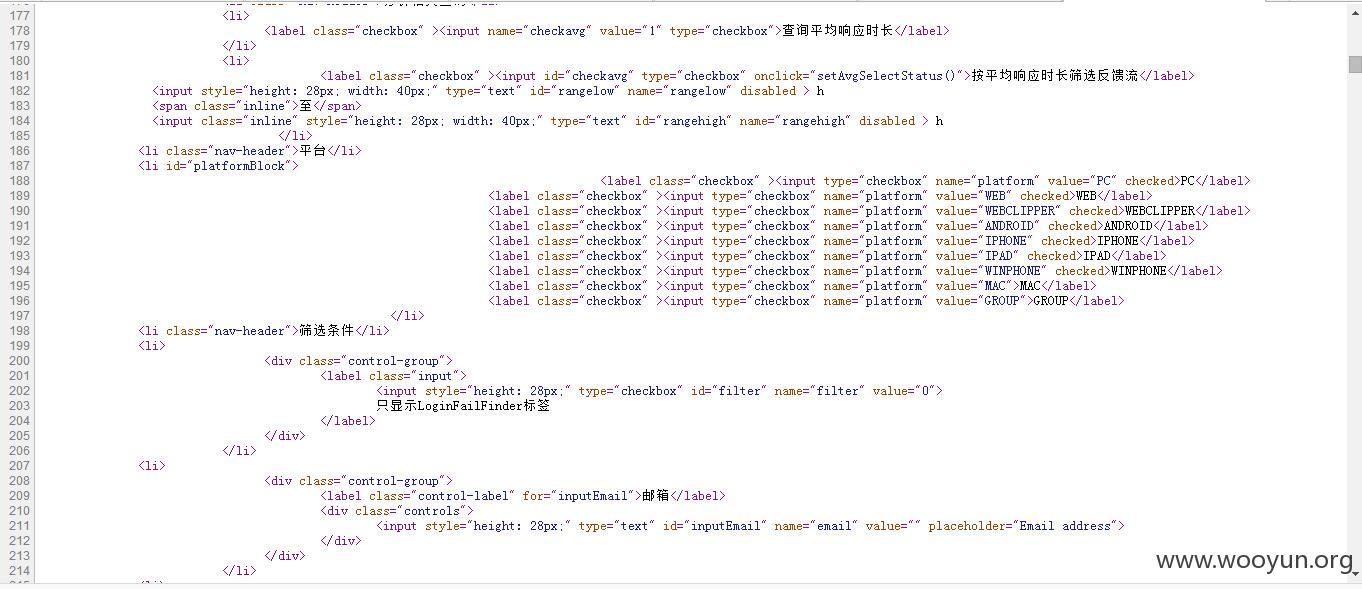 177 <li>
178 <label class="checkbox" ><input name="checkavg" value="1" type="checkbox">查询平均响应时长</label>
179 </li>
180 <li>
181 <label class="checkbox" ><input id="checkavg" type="checkbox" onclick="setAvgSelectStatus()">按平均响应时长筛选反馈流</label>
182 <input style="height: 28px; width: 40px;" type="text" id="rangelow" name="rangelow" disabled > h
183 <span class="inline">至</span>
184 <input class="inline" style="height: 28px; width: 40px;" type="text" id="rangehigh" name="rangehigh" disabled > h
185 </li>
186 <li class="nav-header">平台</li>
187 <li id="platformBlock">
188 <label class="checkbox" ><input type="checkbox" name="platform" value="PC" checked>PC</label>
189 <label class="checkbox" ><input type="checkbox" name="platform" value="WEB" checked>WEB</label>
190 <label class="checkbox" ><input type="checkbox" name="platform" value="WEBCLIPPER" checked>WEBCLIPPER</label>
191 <label class="checkbox" ><input type="checkbox" name="platform" value="ANDROID" checked>ANDROID</label>
192 <label class="checkbox" ><input type="checkbox" name="platform" value="IPHONE" checked>IPHONE</label>
193 <label class="checkbox" ><input type="checkbox" name="platform" value="IPAD" checked>IPAD</label>
194 <label class="checkbox" ><input type="checkbox" name="platform" value="WINPHONE" checked>WINPHONE</label>
195 <label class="checkbox" ><input type="checkbox" name="platform" value="MAC">MAC</label>
196 <label class="checkbox" ><input type="checkbox" name="platform" value="GROUP">GROUP</label>
197 </li>
198 <li class="nav-header">筛选条件</li>
199 <li>
200 <div class="control-group">
201 <label class="input">
202 <input style="height: 28px;" type="checkbox" id="filter" name="filter" value="0">
203 只显示LoginFailFinder标签
204 </label>
205 </div>
206 </li>
207 <li>
208 <div class="control-group">
209 <label class="control-label" for="inputEmail">邮箱</label>
210 <div class="controls">
211 <input style="height: 28px;" type="text" id="inputEmail" name="email" value="" placeholder="Email address">
212 </div>
213 </div>
214 </li>
www.wooyun.org